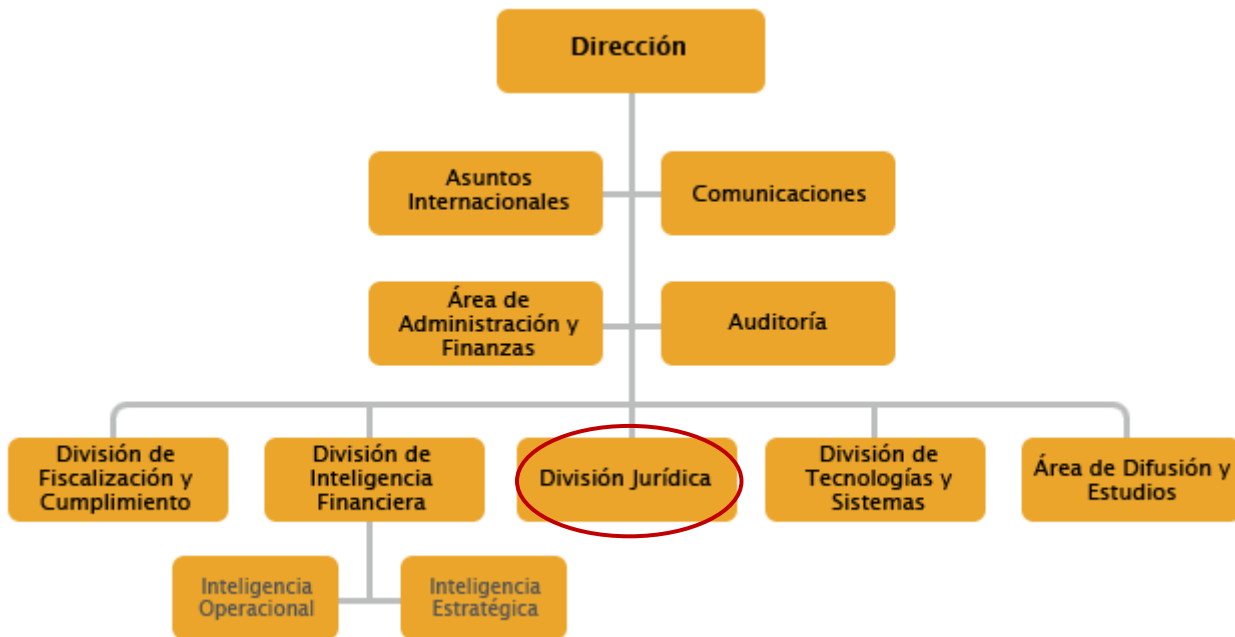 Dirección
Asuntos
Internacionales
Comunicaciones
Área de
Administración y
Finanzas
Auditoría
División de
Fiscalización y
Cumplimiento
División de
Inteligencia
Financiera
División Jurídica
División de
Tecnologías y
Sistemas
Área de Difusión y
Estudios
Inteligencia
Operacional
Inteligencia
Estratégica